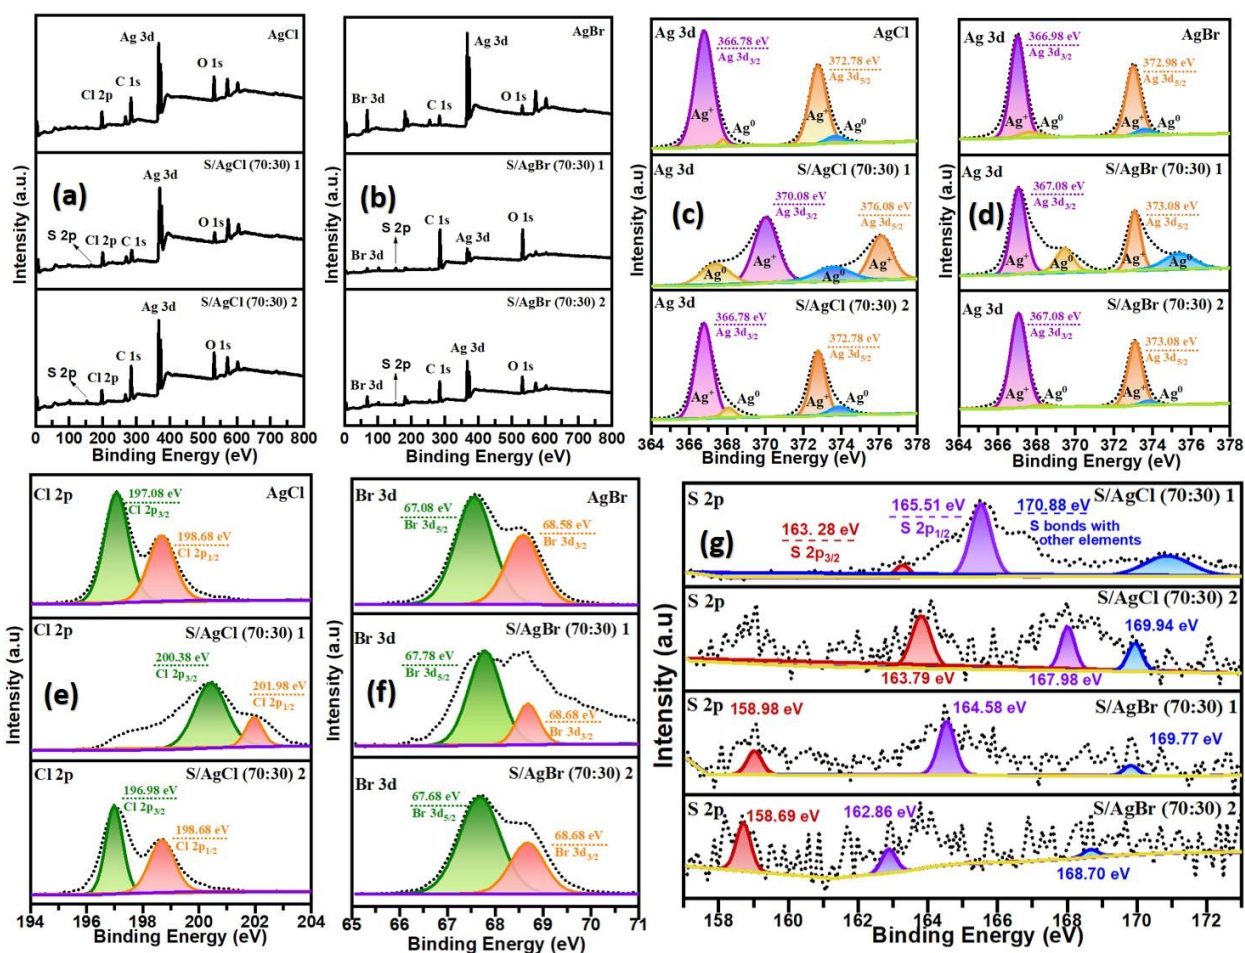 AgCl
Ag 3d
O 1s
C 1s
Cl 2p
S/AgCl (70:30) 1
(a)
Ag 3d
S 2p
Cl 2p
C 1s
O 1s
S/AgCl (70:30) 2
Ag 3d
C 1s
O 1s
S 2p
Cl 2p
0 100 200 300 400 500 600 700 800
Binding Energy (eV)
Intensity (a.u.)
AgBr
Ag 3d
Br 3d
C 1s
O 1s
S/AgBr (70:30) 1
(b)
S 2p
C 1s
O 1s
Ag 3d
Br 3d
S/AgBr (70:30) 2
Ag 3d
S 2p
C 1s
O 1s
Br 3d
0 100 200 300 400 500 600 700 800
Binding Energy (eV)
Intensity (a.u.)
Ag 3d
AgCl
366.78 eV
Ag 3d3/2
372.78 eV
Ag 3d5/2
Ag+
Ag0
Ag+
Ag0
Ag 3d
S/AgCl (70:30) 1
(c)
370.08 eV
Ag 3d3/2
376.08 eV
Ag 3d5/2
Ag0
Ag+
Ag0
Ag+
Ag 3d
S/AgCl (70:30) 2
366.78 eV
Ag 3d3/2
372.78 eV
Ag 3d5/2
Ag+
Ag0
Ag+
Ag0
364 366 368 370 372 374 376 378
Binding Energy (eV)
Intensity (a.u)
Ag 3d
AgBr
366.98 eV
Ag 3d3/2
372.98 eV
Ag 3d5/2
Ag+
Ag0
Ag+
Ag0
Ag 3d
S/AgBr (70:30) 1
(d)
367.08 eV
Ag 3d3/2
373.08 eV
Ag 3d5/2
Ag+
Ag0
Ag+
Ag0
Ag 3d
S/AgBr (70:30) 2
367.08 eV
Ag 3d3/2
373.08 eV
Ag 3d5/2
Ag+
Ag0
Ag+
Ag0
364 366 368 370 372 374 376 378
Binding Energy (eV)
Intensity (a.u)
Cl 2p
AgCl
197.08 eV
Cl 2p3/2
198.68 eV
Cl 2p1/2
Cl 2p
S/AgCl (70:30) 1
(e)
200.38 eV
Cl 2p3/2
201.98 eV
Cl 2p1/2
Cl 2p
S/AgCl (70:30) 2
196.98 eV
Cl 2p3/2
198.68 eV
Cl 2p1/2
194 196 198 200 202 204
Binding Energy (eV)
Intensity (a.u)
Br 3d
AgBr
67.08 eV
Br 3d5/2
68.58 eV
Br 3d3/2
Br 3d
S/AgBr (70:30) 1
(f)
67.78 eV
Br 3d5/2
68.68 eV
Br 3d3/2
Br 3d
S/AgBr (70:30) 2
67.68 eV
Br 3d5/2
68.68 eV
Br 3d3/2
65 66 67 68 69 70 71
Binding Energy (eV)
Intensity (a.u)
S 2p
S/AgCl (70:30) 1
(g)
163. 28 eV
S 2p3/2
165.51 eV
S 2p1/2
170.88 eV
S bonds with
other elements
S 2p
S/AgCl (70:30) 2
163.79 eV
167.98 eV
169.94 eV
S 2p
S/AgBr (70:30) 1
158.98 eV
164.58 eV
169.77 eV
S 2p
S/AgBr (70:30) 2
158.69 eV
162.86 eV
168.70 eV
158 160 162 164 166 168 170 172
Binding Energy (eV)
Intensity (a.u)